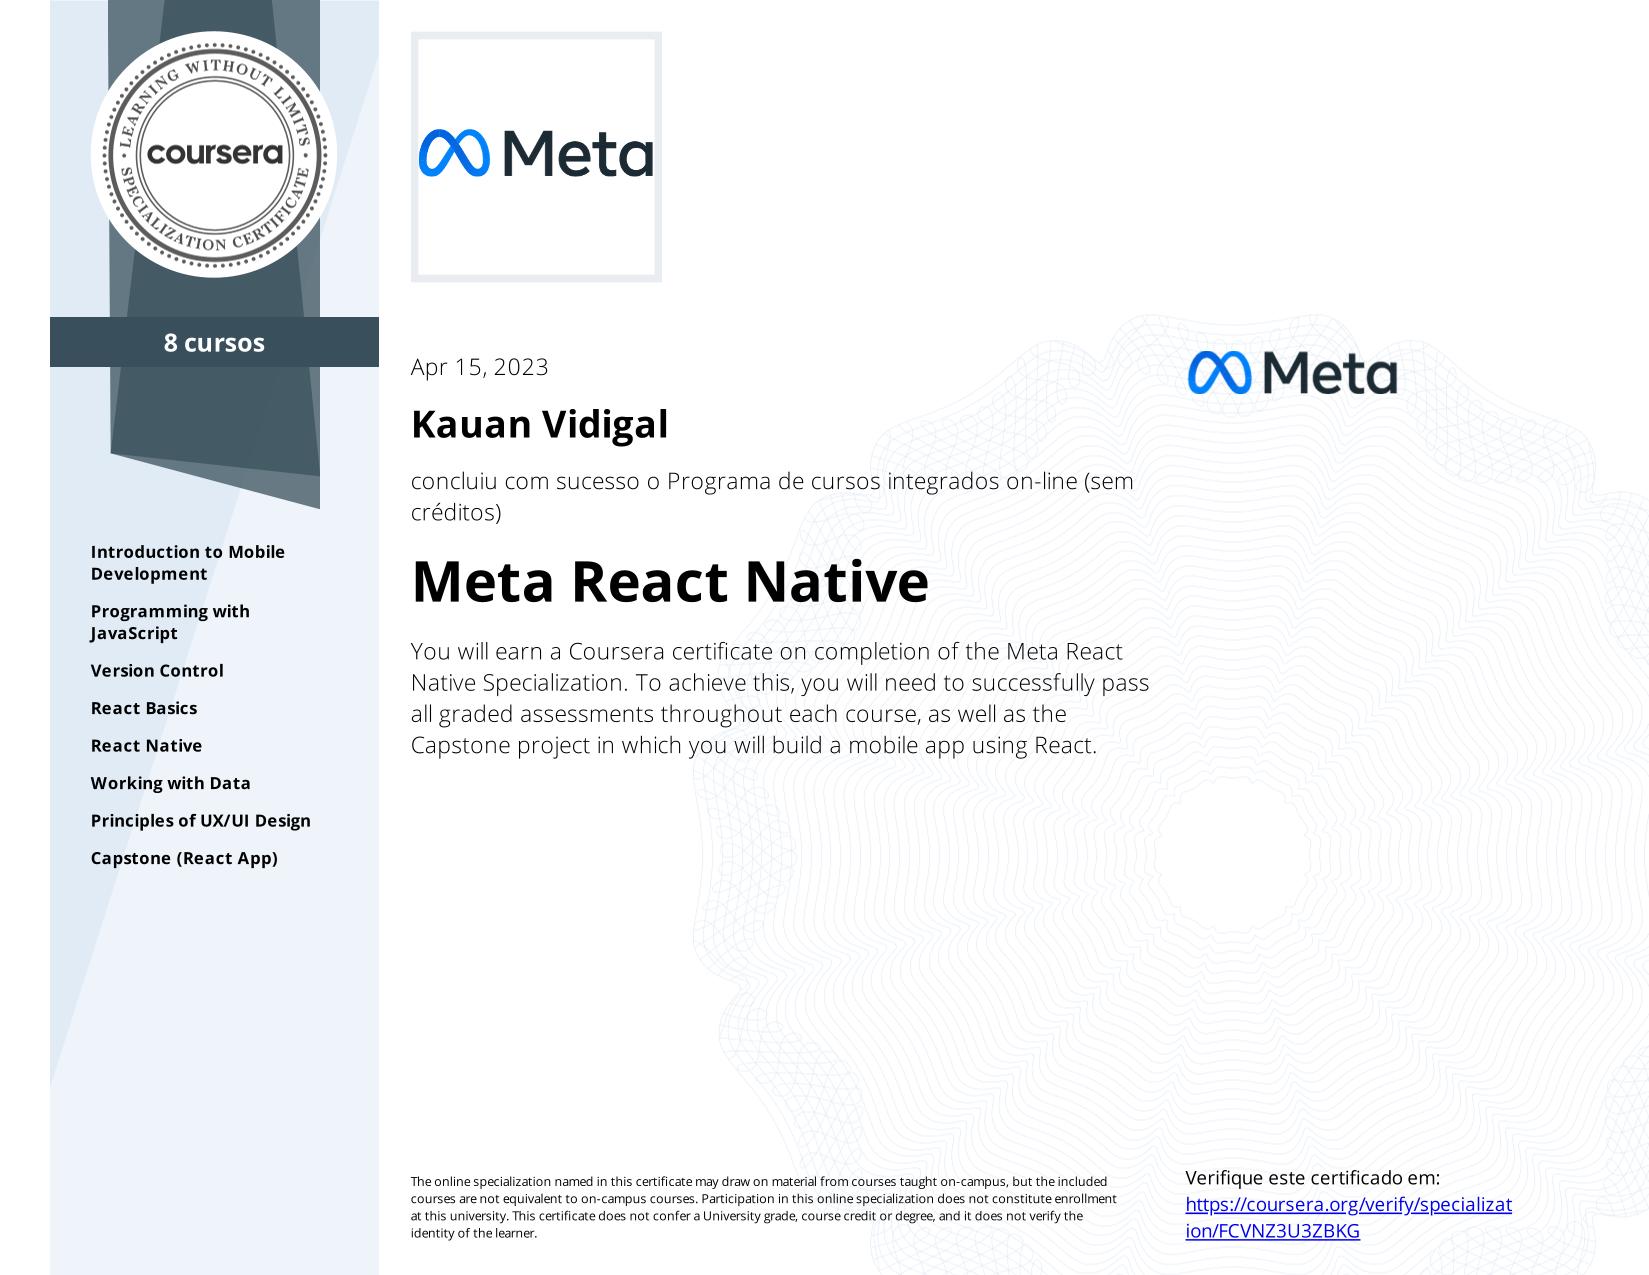 LEARNING WITHOUT LIMITS
coursera
SPECIALIZATION CERTIFICATE
8 cursos
Introduction to Mobile
Development
Programming with
JavaScript
Version Control
React Basics
React Native
Working with Data
Principles of UX/UI Design
Capstone (React App)
Meta
Apr 15, 2023
Kauan Vidigal
concluiu com sucesso o Programa de cursos integrados on-line (sem
créditos)
Meta React Native
You will earn a Coursera certificate on completion of the Meta React
Native Specialization. To achieve this, you will need to successfully pass
all graded assessments throughout each course, as well as the
Capstone project in which you will build a mobile app using React.
Meta
The online specialization named in this certificate may draw on material from courses taught on-campus, but the included
courses are not equivalent to on-campus courses. Participation in this online specialization does not constitute enrollment
at this university. This certificate does not confer a University grade, course credit or degree, and it does not verify the
identity of the learner.
Verifique este certificado em:
https://coursera.org/verify/specializat
ion/FCVNZ3U3ZBKG